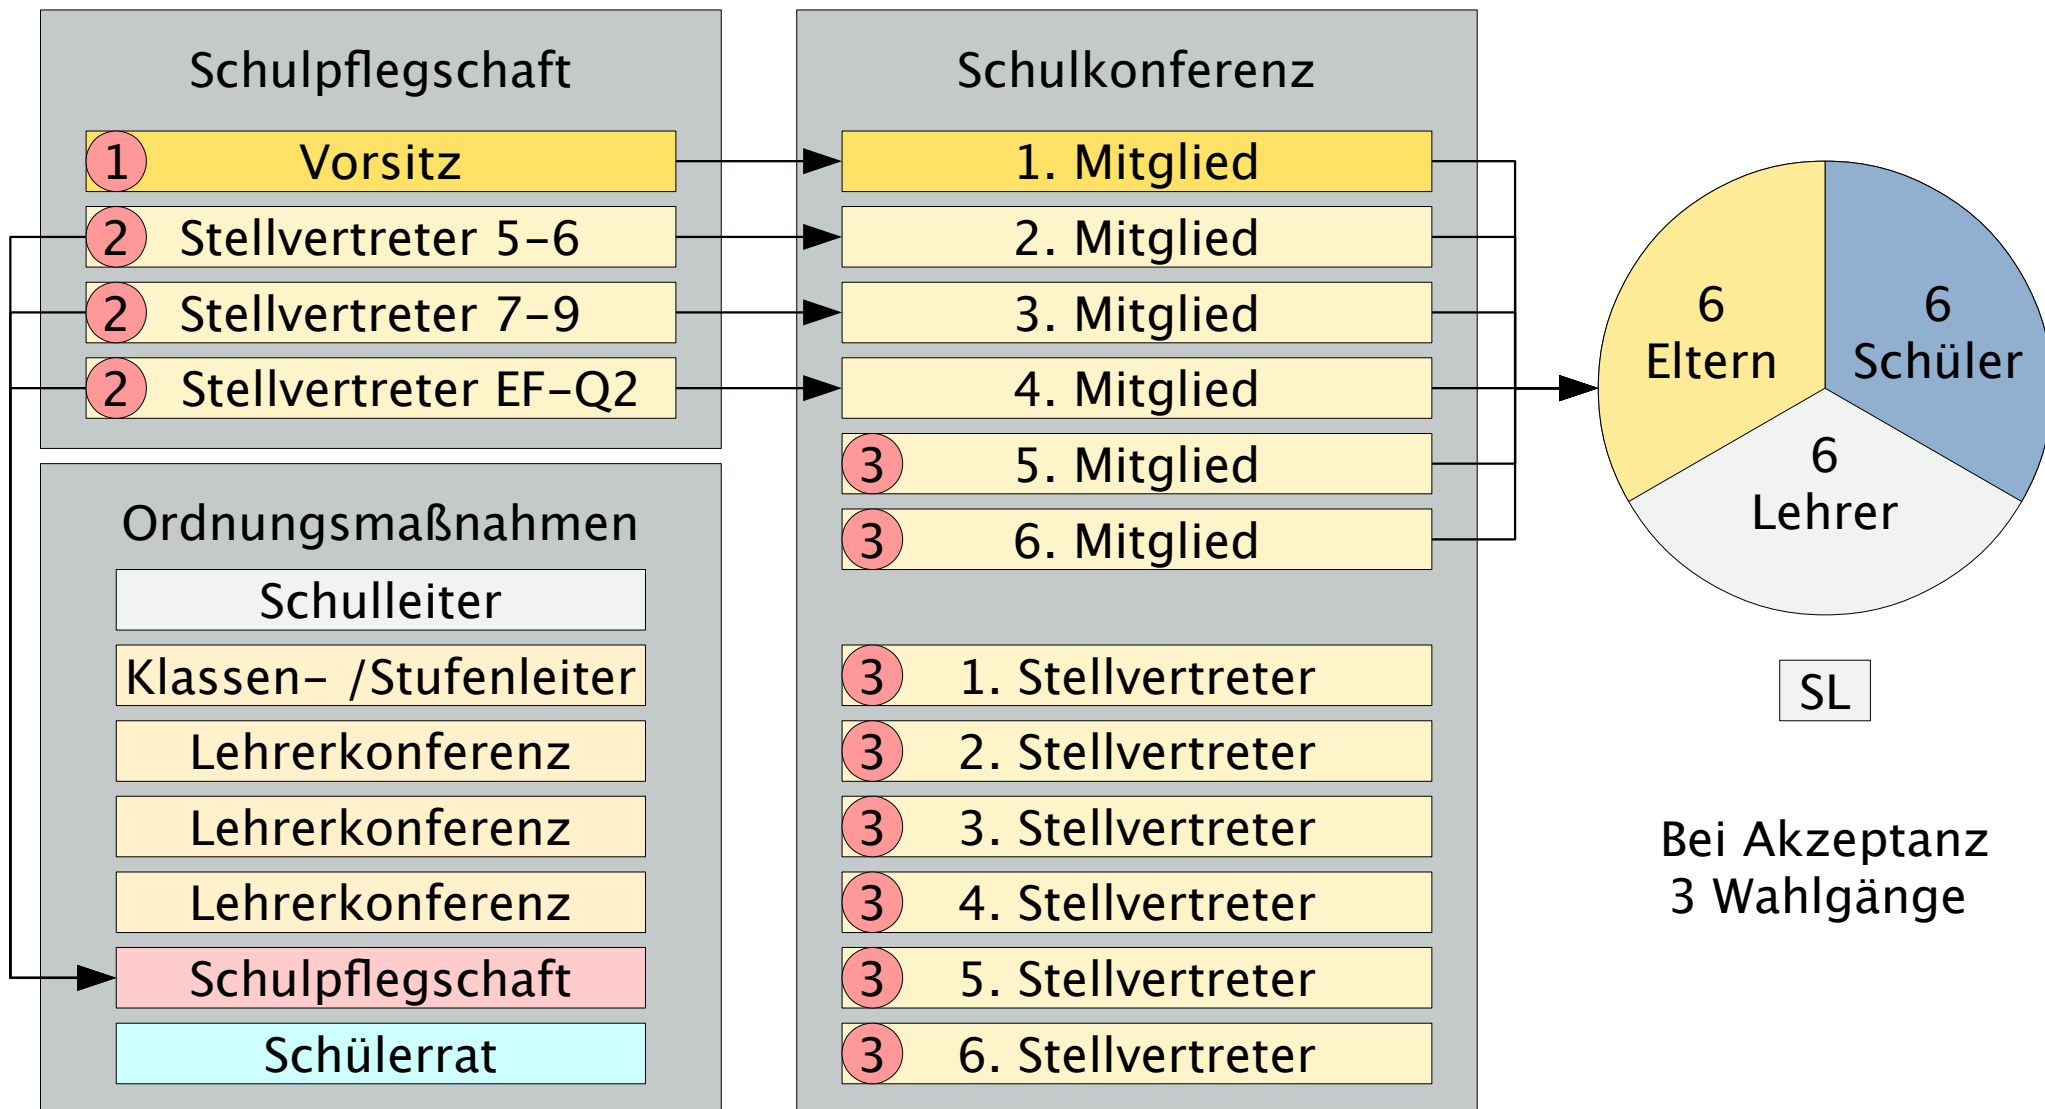 Schulpflegschaft
1 Vorsitz
2 Stellvertreter 5-6
2 Stellvertreter 7-9
2 Stellvertreter EF-Q2
Ordnungsmaßnahmen
Schulleiter
Klassen- /Stufenleiter
Lehrerkonferenz
Lehrerkonferenz
Lehrerkonferenz
Schulpflegschaft
Schülerrat
Schulkonferenz
1. Mitglied
2. Mitglied
3. Mitglied
4. Mitglied
3 5. Mitglied
3 6. Mitglied
3 1. Stellvertreter
3 2. Stellvertreter
3 3. Stellvertreter
3 4. Stellvertreter
3 5. Stellvertreter
3 6. Stellvertreter
6
Eltern
6
Schüler
6
Lehrer
SL
Bei Akzeptanz
3 Wahlgänge